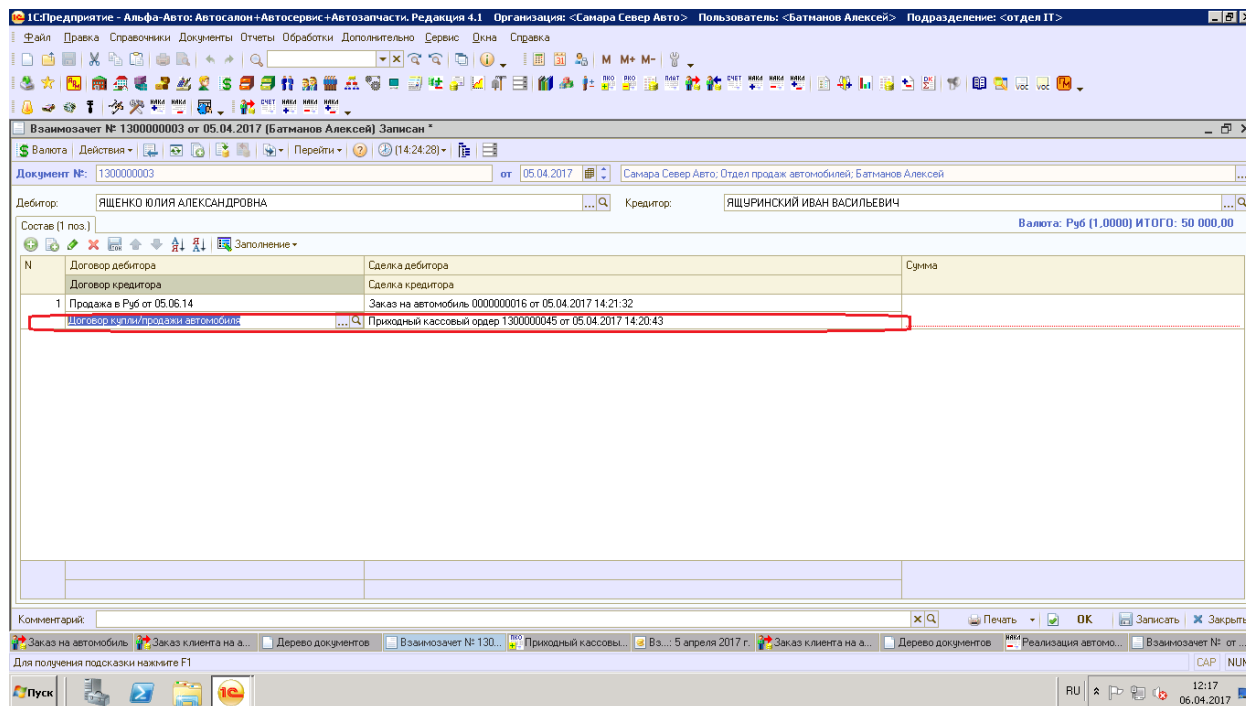 1С:Предприятие - Альфа-Авто: Автосалон+Автосервис+Автозапчасти. Редакция 4.1 Организация: <Самара Север Авто> Пользователь: <Батманов Алексей> Подразделение: <отдел IT>
Файл Правка Справочники Документы Отчеты Обработки Дополнительно Сервис Окна Справка
M M+ M-
Взаимозачет № 1300000003 от 05.04.2017 (Батманов Алексей) Записан *
Валюта Действия Перейти (14:24:28)
Документ №: 1300000003 от 05.04.2017 Самара Север Авто; Отдел продаж автомобилей; Батманов Алексей
Дебитор: ЯЩЕНКО ЮЛИЯ АЛЕКСАНДРОВНА Кредитор: ЯЩУРИНСКИЙ ИВАН ВАСИЛЬЕВИЧ
Состав (1 поз.) Валюта: Руб (1,0000) ИТОГО: 50 000,00
Заполнение
N Договор дебитора Сделка дебитора Сумма
Договор кредитора Сделка кредитора
1 Продажа в Руб от 05.06.14 Заказ на автомобиль 0000000016 от 05.04.2017 14:21:32
Договор купли/продажи автомобиля ... Приходный кассовый ордер 1300000045 от 05.04.2017 14:20:43
Комментарий: Печать OK Записать Закрыть
Заказ на автомобиль Заказ клиента на а... Дерево документов Взаимозачет № 130... Приходный кассовы... Вз...: 5 апреля 2017 г. Заказ клиента на а... Дерево документов Реализация автомо... Взаимозачет № от ...
Для получения подсказки нажмите F1 CAP NUM
Пуск RU 12:17
06.04.2017